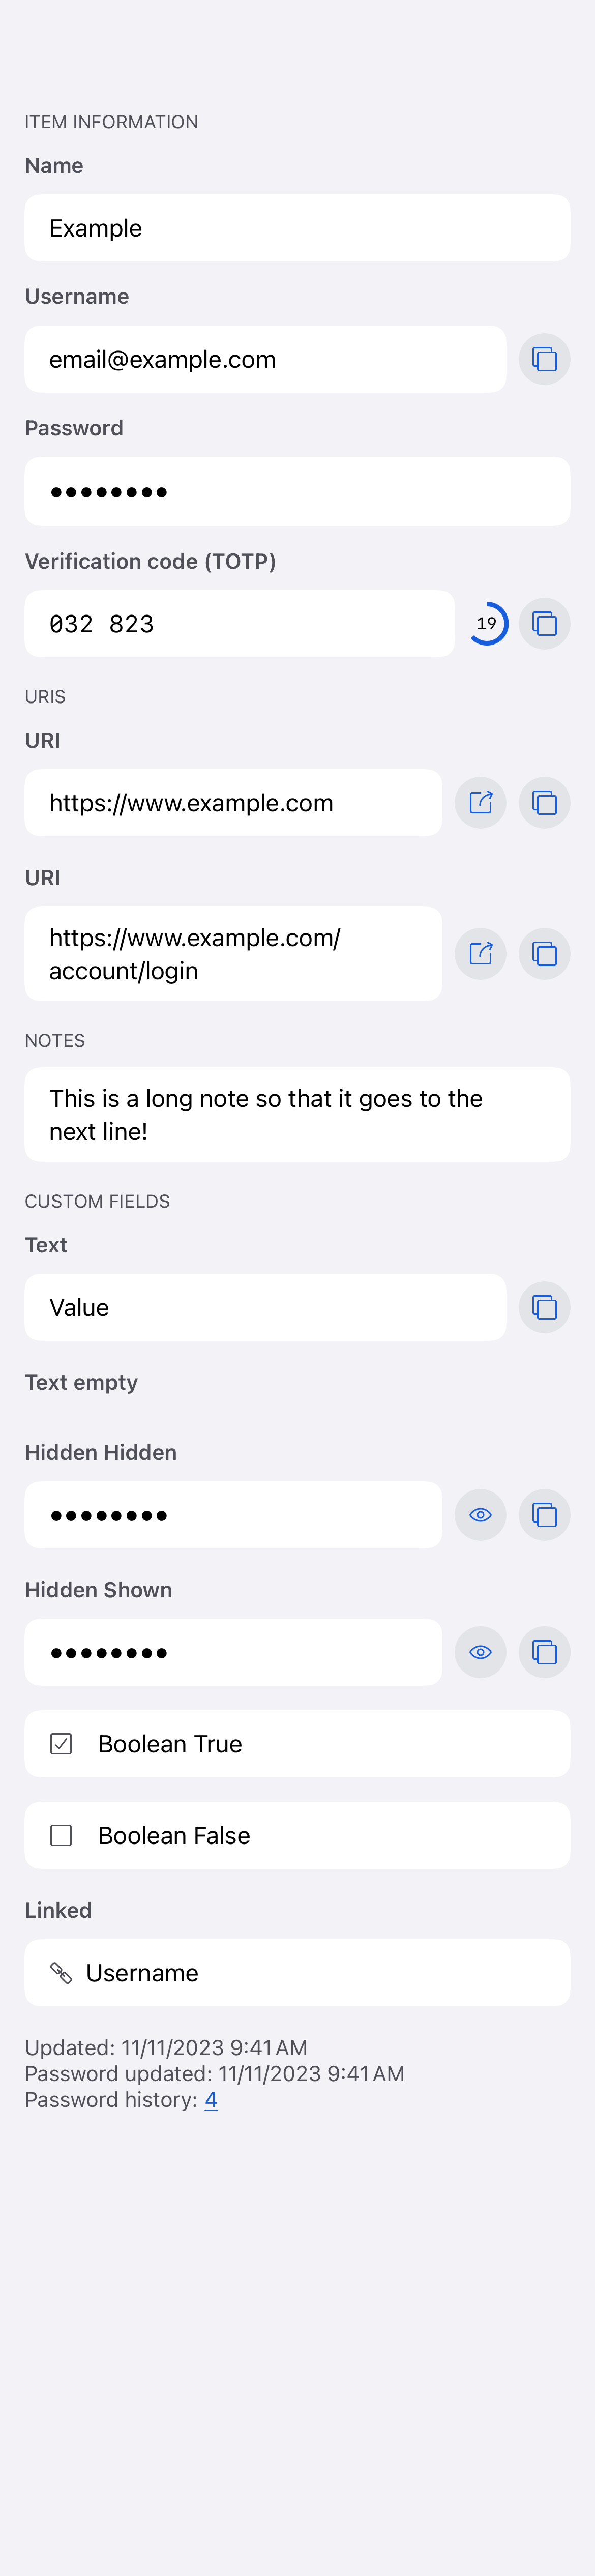 ITEM INFORMATION
Name
Example
Username
email@example.com
Password
••••••••
Verification code (TOTP)
032 823
19
URIS
URI
https://www.example.com
URI
https://www.example.com/
account/login
NOTES
This is a long note so that it goes to the
next line!
CUSTOM FIELDS
Text
Value
Text empty
Hidden Hidden
••••••••
Hidden Shown
••••••••
Boolean True
Boolean False
Linked
Username
Updated: 11/11/2023 9:41 AM
Password updated: 11/11/2023 9:41 AM
Password history: 4